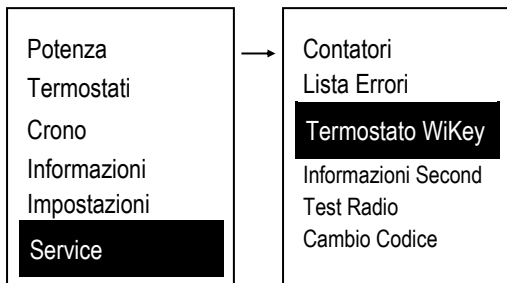 Potenza
Termostati
Crono
Informazioni
Impostazioni
Service
Contatori
Lista Errori
Termostato WiKey
Informazioni Second
Test Radio
Cambio Codice